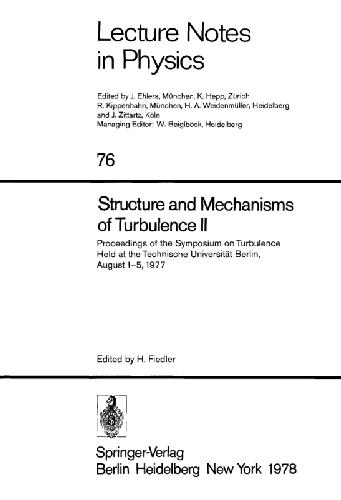 Lecture Notes
in Physics
Edited by J. Ehlers, München, K. Hepp, Zürich
R. Kippenhahn, München, H. A. Weidenmüller, Heidelberg
and J. Zittartz, Köln
Managing Editor: W. Beiglböck, Heidelberg
76
Structure and Mechanisms
of Turbulence II
Proceedings of the Symposium on Turbulence
Held at the Technische Universität Berlin,
August 1–5, 1977
Edited by H. Fiedler
Springer-Verlag
Berlin Heidelberg New York 1978